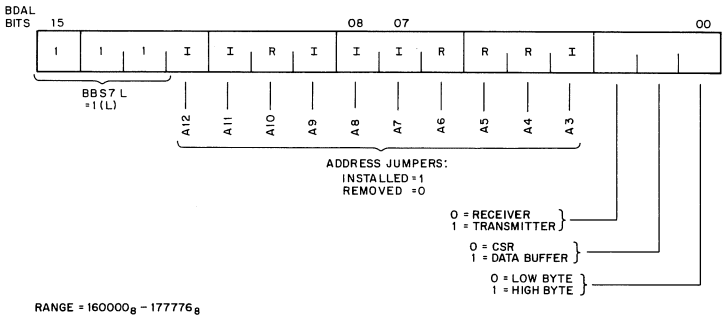 BDAL
BITS 15 08 07 00
1 1 1 I I R I I I R R R I
BBS7 L
=1(L)
A12 A11 A10 A9 A8 A7 A6 A5 A4 A3
ADDRESS JUMPERS:
INSTALLED =1
REMOVED =0
0 = RECEIVER
1 = TRANSMITTER
0 = CSR
1 = DATA BUFFER
0 = LOW BYTE
1 = HIGH BYTE
RANGE = 160000₈ – 177776₈